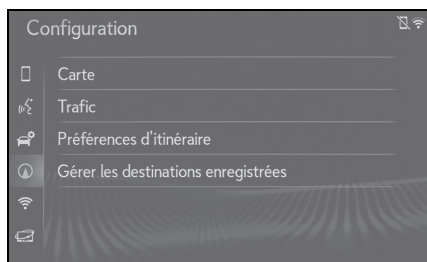 Configuration
Carte
Trafic
Préférences d'itinéraire
Gérer les destinations enregistrées